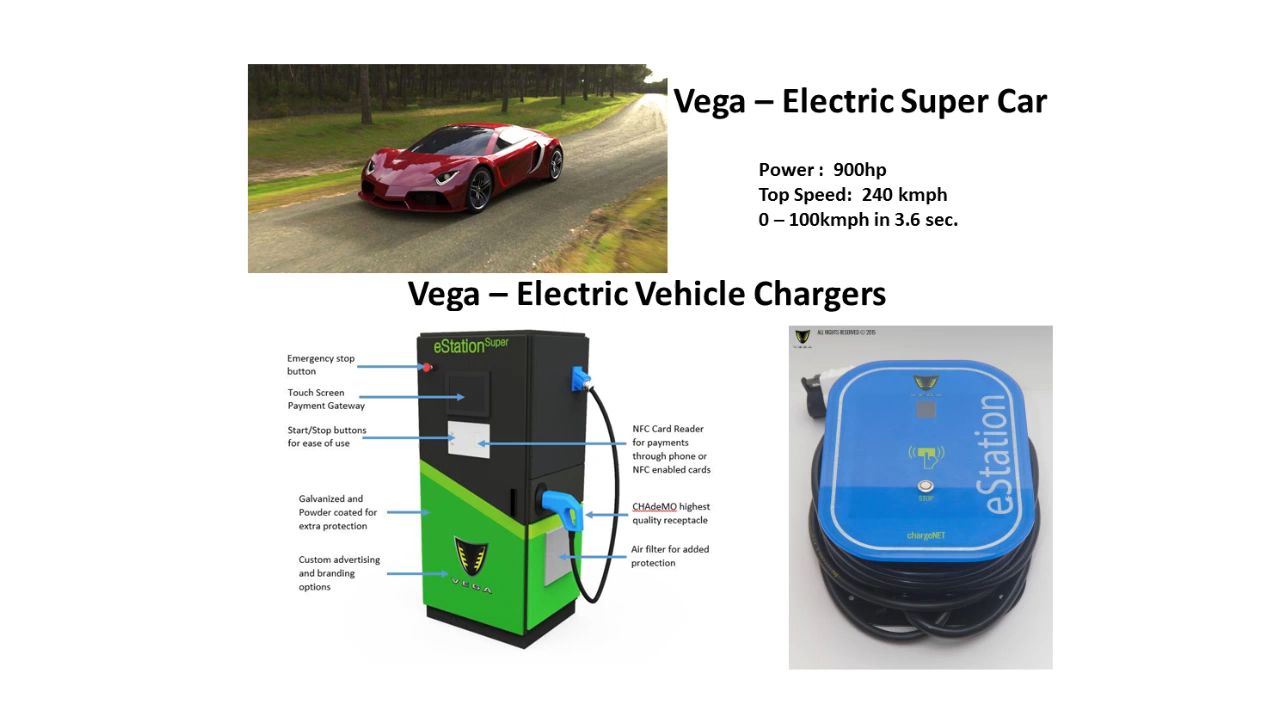 Vega – Electric Super Car
Power :  900hp
Top Speed:  240 kmph
0 – 100kmph in 3.6 sec.
Vega – Electric Vehicle Chargers
eStationSuper
Emergency stop
button
Touch Screen
Payment Gateway
Start/Stop buttons
for ease of use
Galvanized and
Powder coated for
extra protection
Custom advertising
and branding
options
VEGA
NFC Card Reader
for payments
through phone or
NFC enabled cards
CHAdeMO highest
quality receptacle
Air filter for added
protection
ALL RIGHTS RESERVED © 2015
VEGA
VEGA
eStation
STOP
chargeNET